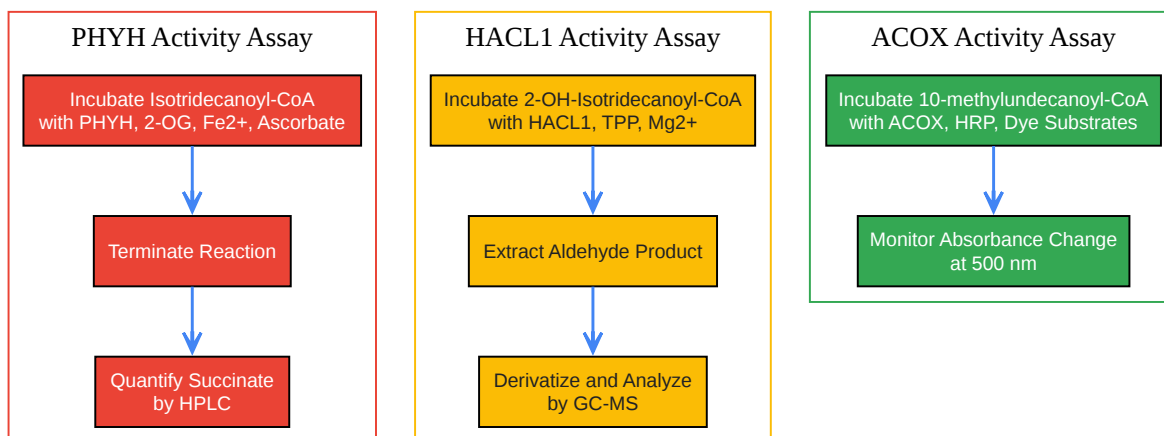 PHYH Activity Assay
Incubate Isotridecanoyl-CoA
with PHYH, 2-OG, Fe2+, Ascorbate
Terminate Reaction
Quantify Succinate
by HPLC
HACL1 Activity Assay
Incubate 2-OH-Isotridecanoyl-CoA
with HACL1, TPP, Mg2+
Extract Aldehyde Product
Derivatize and Analyze
by GC-MS
ACOX Activity Assay
Incubate 10-methylundecanoyl-CoA
with ACOX, HRP, Dye Substrates
Monitor Absorbance Change
at 500 nm